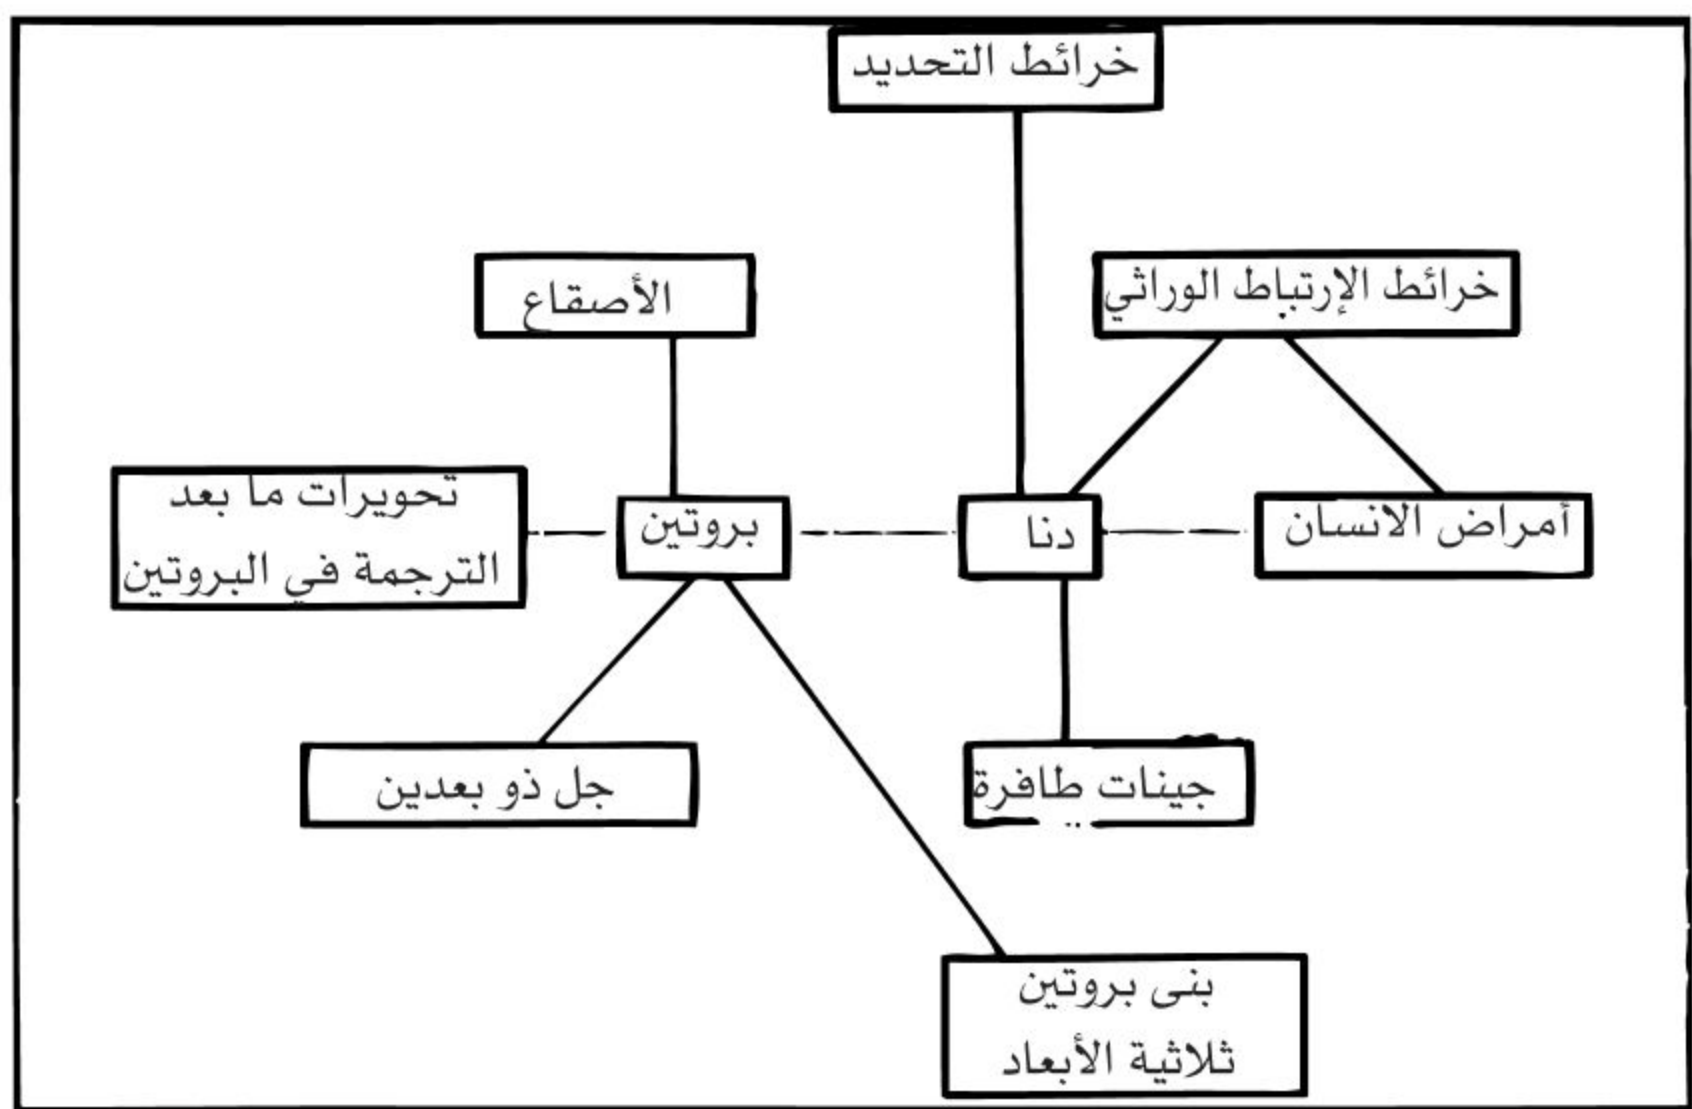 خرائط التحديد
خرائط الإرتباط الوراثي
الأصقاع
أمراض الانسان
دنا
بروتين
تحويرات ما بعد
الترجمة في البروتين
جينات طافرة
جل ذو بعدين
بنى بروتين
ثلاثية الأبعاد